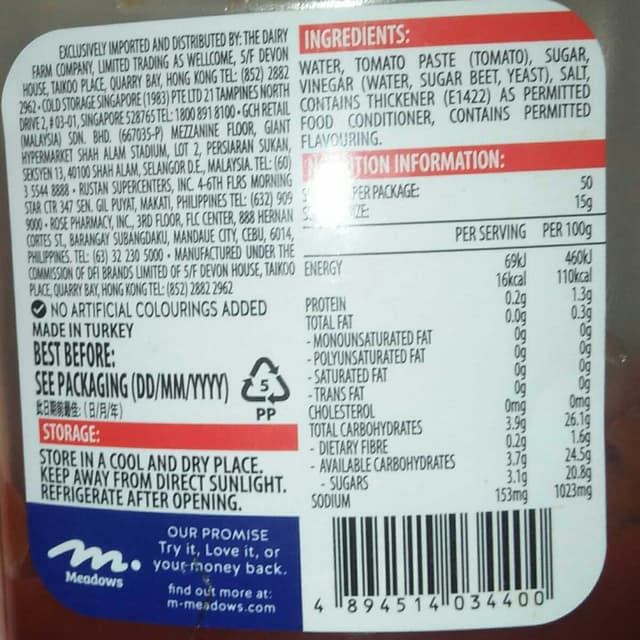 EXCLUSIVELY IMPORTED AND DISTRIBUTED BY: THE DAIRY
FARM COMPANY, LIMITED TRADING AS WELLCOME, 5/F DEVON
HOUSE, TAIKOO PLACE, QUARRY BAY, HONG KONG TEL: (852) 2882
2962 • COLD STORAGE SINGAPORE (1983) PTE LTD 21 TAMPINES NORTH
DRIVE 2, #03-01, SINGAPORE 528765 TEL: 1800 891 8100 • GCH RETAIL
(MALAYSIA) SDN. BHD. (667035-P) MEZZANINE FLOOR, GIANT
HYPERMARKET SHAH ALAM STADIUM, LOT 2, PERSIARAN SUKAN,
SEKSYEN 13, 40100 SHAH ALAM, SELANGOR D.E., MALAYSIA. TEL: (60)
3 5544 8888 • RUSTAN SUPERCENTERS, INC. 4-6TH FLRS MORNING
STAR CTR 347 SEN. GIL PUYAT, MAKATI, PHILIPPINES TEL: (632) 909
9000 • ROSE PHARMACY, INC., 3RD FLOOR, FLC CENTER, 888 HERNAN
CORTES ST., BARANGAY SUBANGDAKU, MANDAUE CITY, CEBU, 6014,
PHILIPPINES. TEL: (63) 32 230 5000 • MANUFACTURED UNDER THE
COMMISSION OF DFI BRANDS LIMITED OF 5/F DEVON HOUSE, TAIKOO
PLACE, QUARRY BAY, HONG KONG TEL: (852) 2882 2962
NO ARTIFICIAL COLOURINGS ADDED
MADE IN TURKEY
BEST BEFORE:
SEE PACKAGING (DD/MM/YYYY)
此日期前最佳: (日/月/年)
5
PP
STORAGE:
STORE IN A COOL AND DRY PLACE.
KEEP AWAY FROM DIRECT SUNLIGHT.
REFRIGERATE AFTER OPENING.
m.
Meadows
OUR PROMISE
Try it, Love it, or
your money back.
find out more at:
m-meadows.com
INGREDIENTS:
WATER, TOMATO PASTE (TOMATO), SUGAR,
VINEGAR (WATER, SUGAR BEET, YEAST), SALT,
CONTAINS THICKENER (E1422) AS PERMITTED
FOOD CONDITIONER, CONTAINS PERMITTED
FLAVOURING.
INFORMATION:
PER PACKAGE: 50
15g
PER SERVING PER 100g
ENERGY 69kJ 460kJ
16kcal 110kcal
PROTEIN 0.2g 1.3g
TOTAL FAT 0.0g 0.3g
- MONOUNSATURATED FAT 0g 0g
- POLYUNSATURATED FAT 0g 0g
- SATURATED FAT 0g 0g
- TRANS FAT 0g 0g
CHOLESTEROL 0mg 0mg
TOTAL CARBOHYDRATES 3.9g 26.1g
- DIETARY FIBRE 0.2g 1.6g
- AVAILABLE CARBOHYDRATES 3.7g 24.5g
- SUGARS 3.1g 20.8g
SODIUM 153mg 1023mg
4 894514 034400